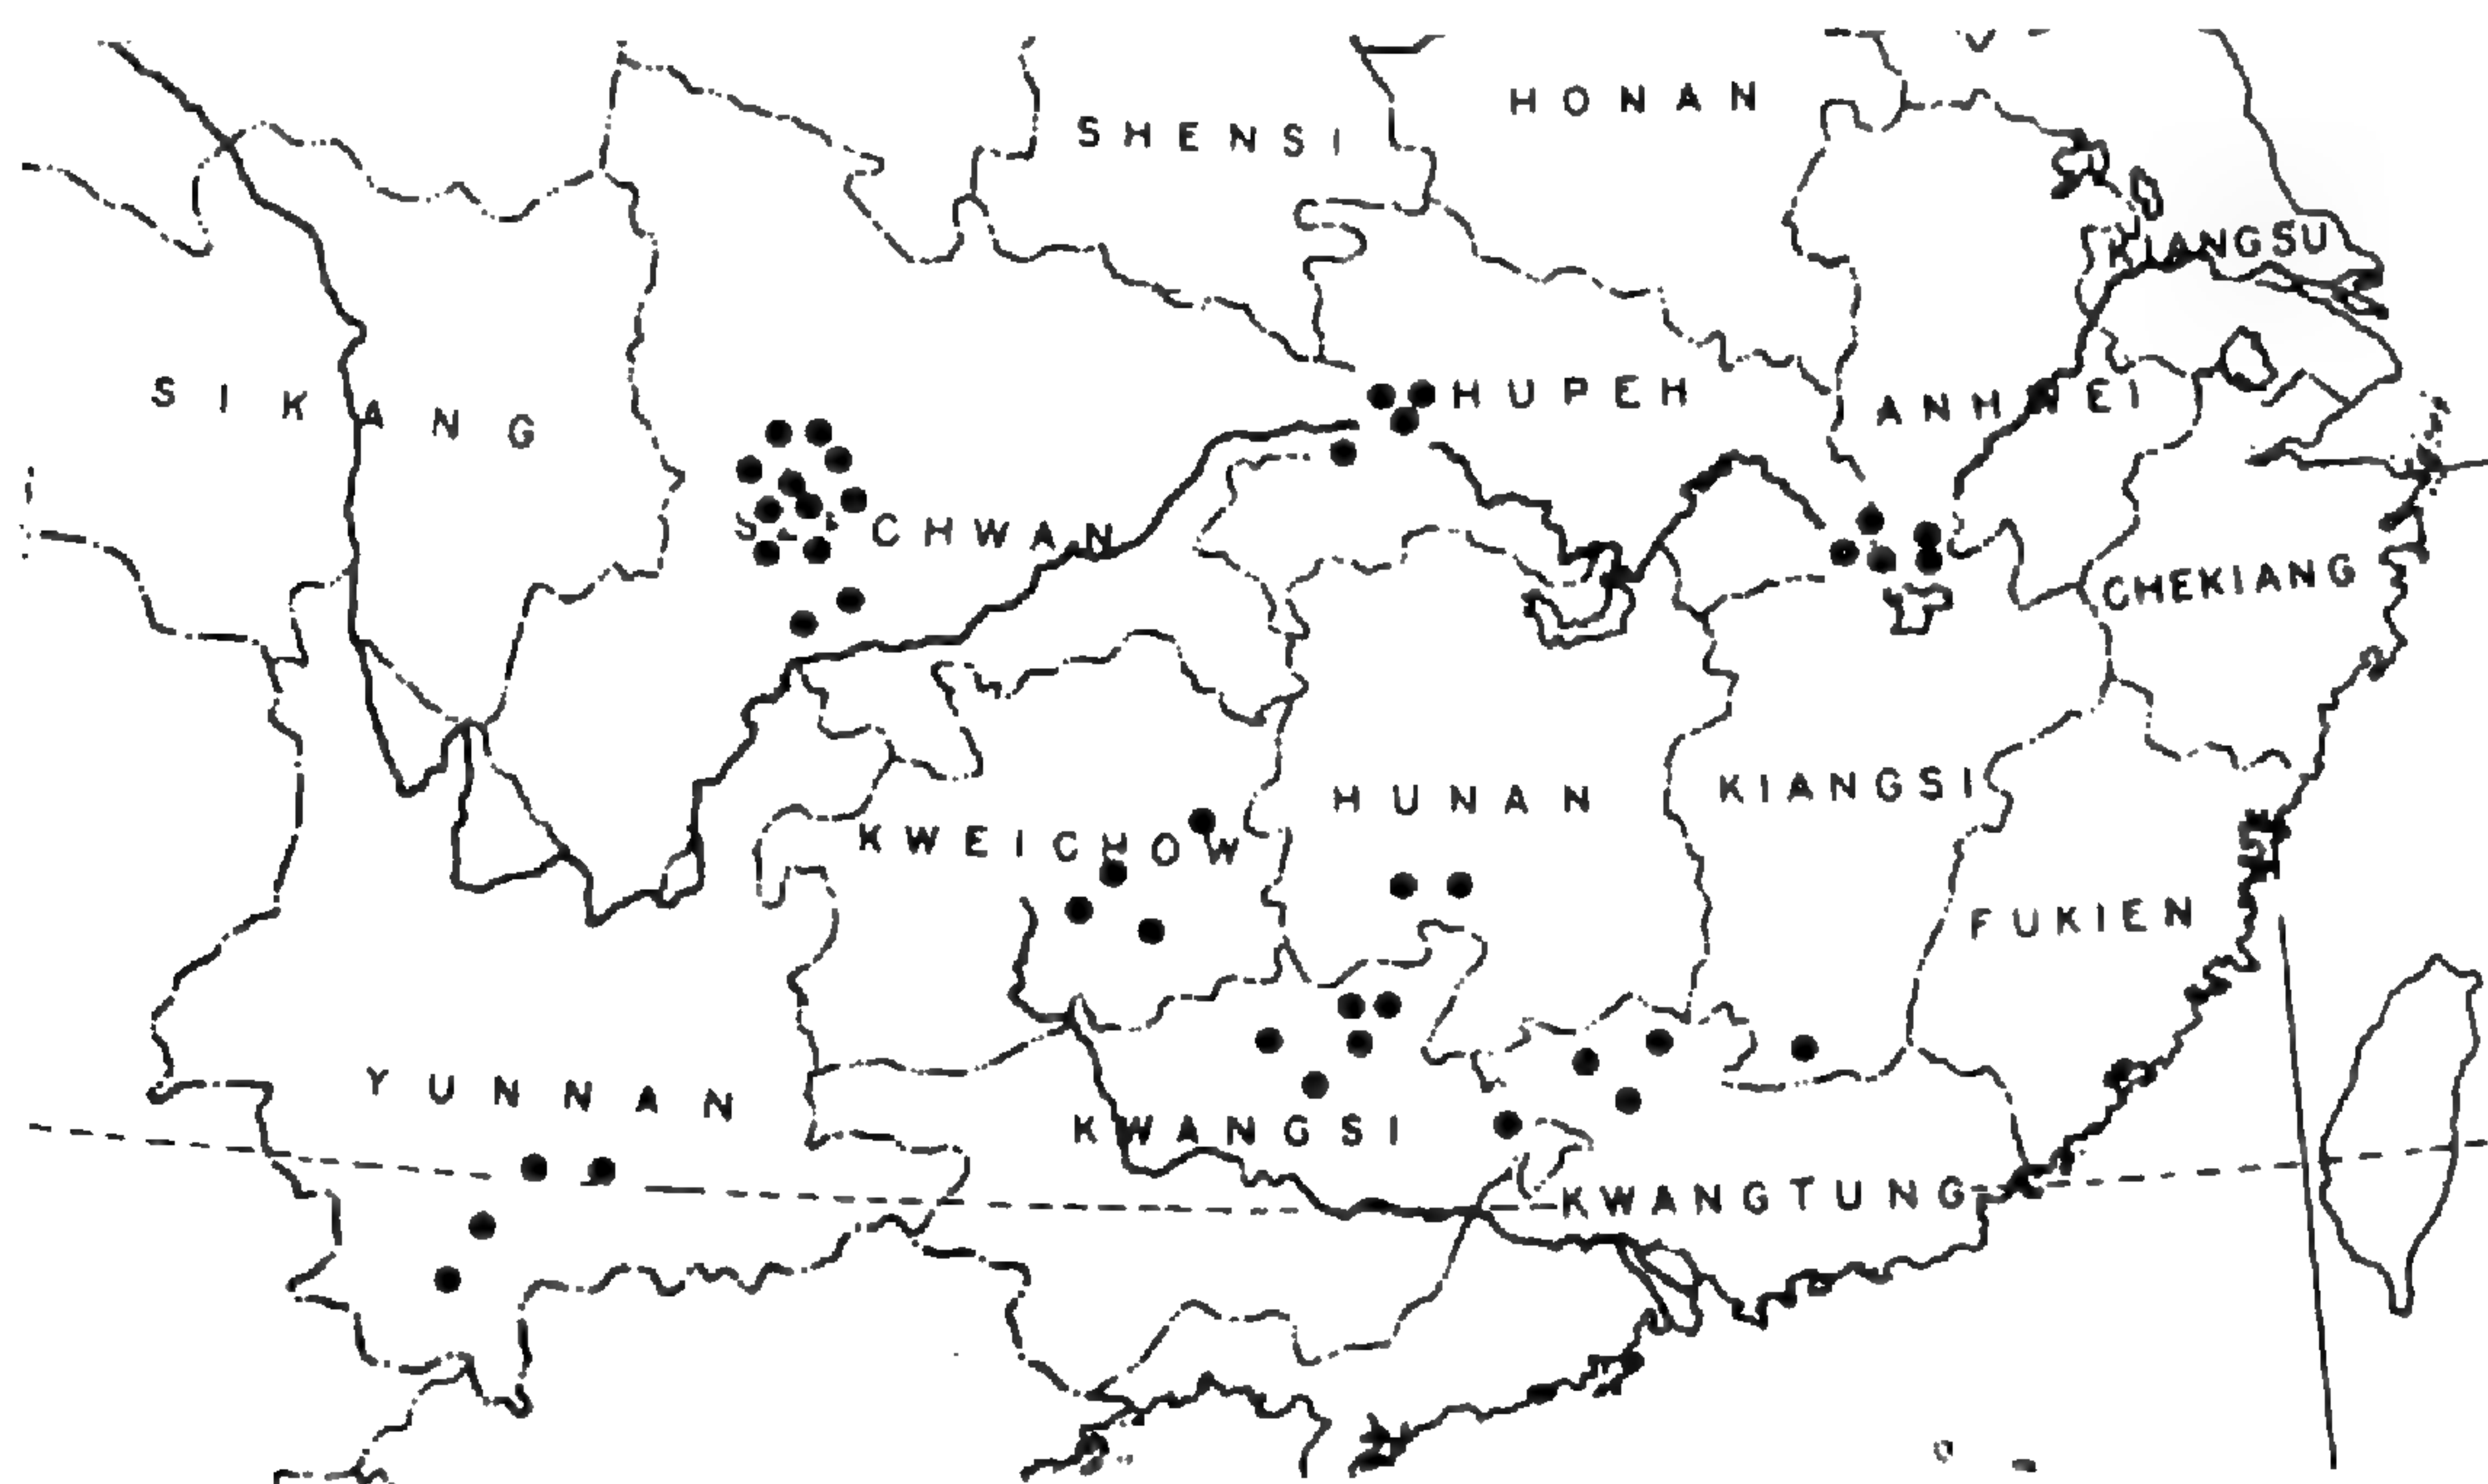 HONAN
SHENSI
KIANGSU
SIKANG
HUPEH
ANHWEI
CHWAN
CHEKIANG
HUNAN
KIANGSI
KWEICHOW
FUKIEN
YUNNAN
KWANGSI
KWANGTUNG